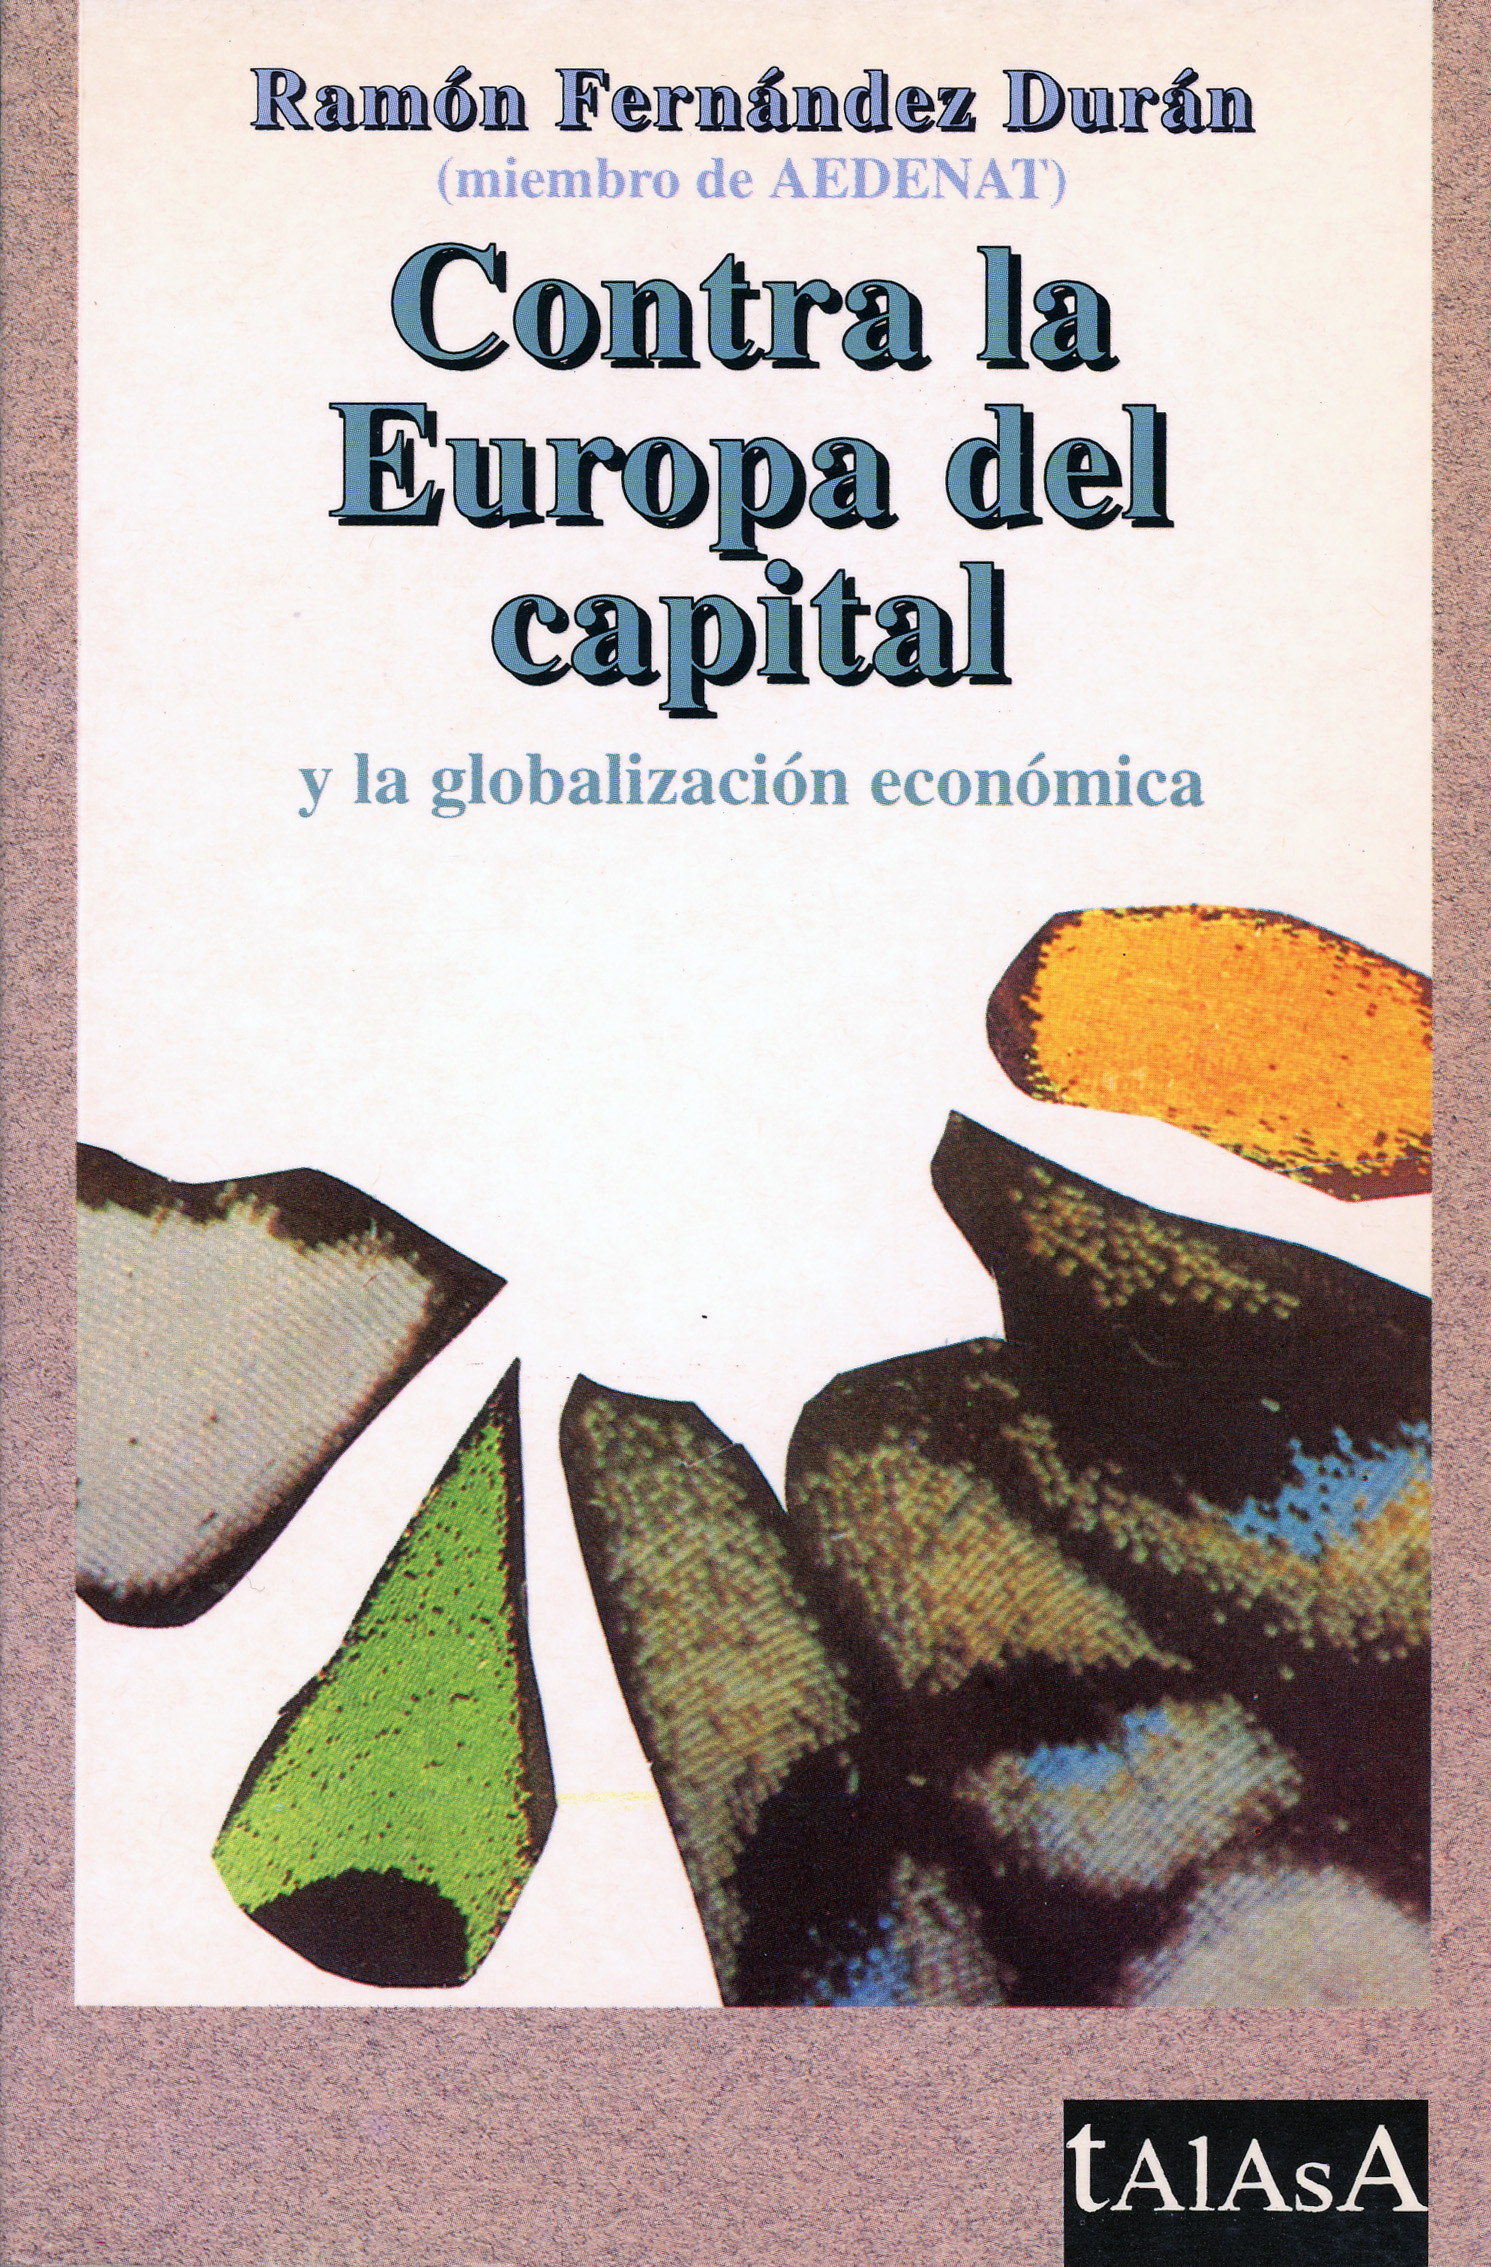 Ramón Fernández Durán
(miembro de AEDENAT)
Contra la
Europa del
capital
y la globalización económica
tAlAsA